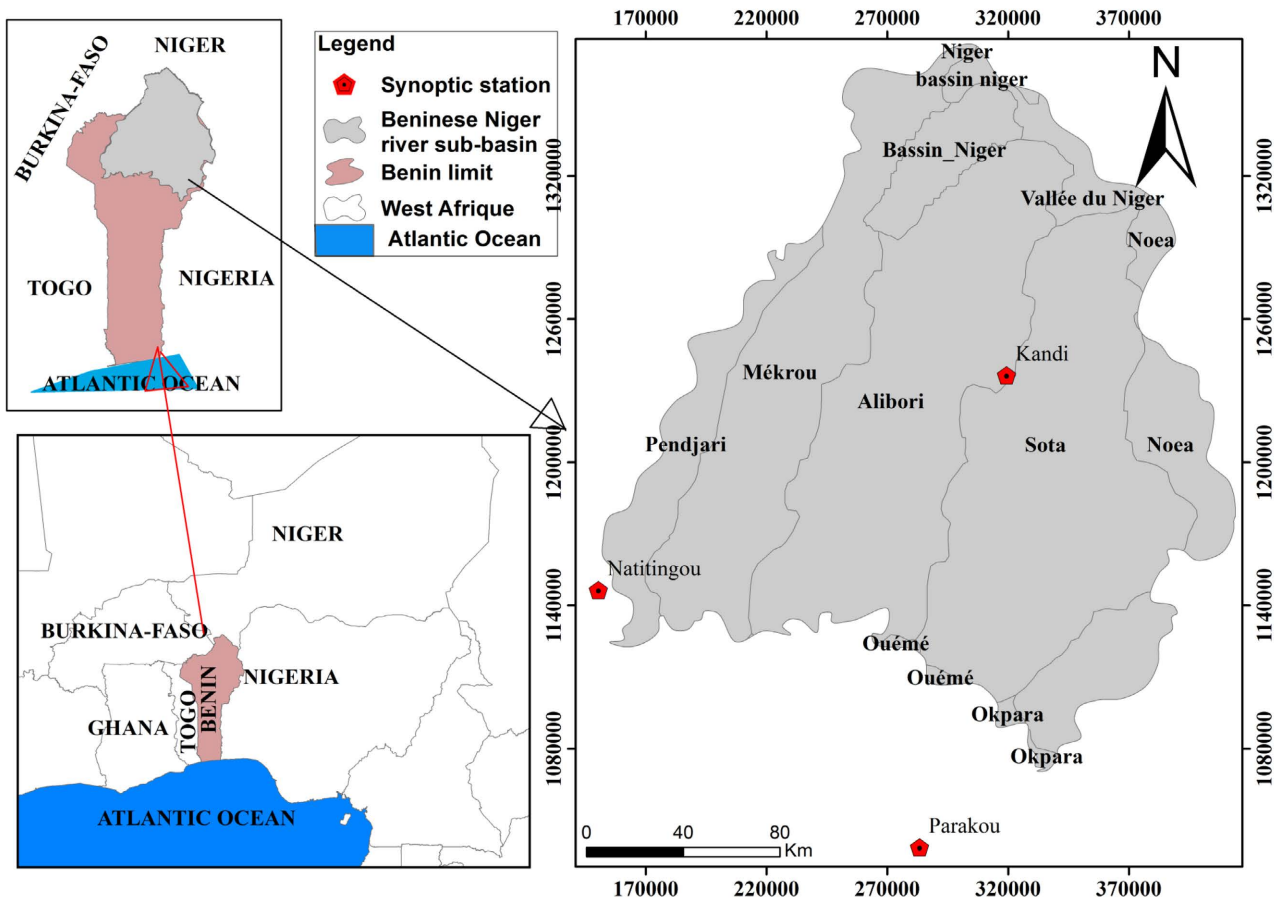 NIGER
BURKINA-FASO
TOGO
NIGERIA
ATLANTIC OCEAN
Legend
Synoptic station
Beninese Niger
river sub-basin
Benin limit
West Afrique
Atlantic Ocean
NIGER
BURKINA-FASO
NIGERIA
GHANA
TOGO
BENIN
ATLANTIC OCEAN
170000 220000 270000 320000 370000
N
Niger
bassin niger
Bassin_Niger
Vallée du Niger
Noea
Kandi
Mékrou
Alibori
Pendjari
Sota
Noea
Natitingou
Ouémé
Ouémé
Okpara
Okpara
Parakou
0 40 80
Km
1320000
1260000
1200000
1140000
1080000
1320000
1260000
1200000
1140000
1080000
170000 220000 270000 320000 370000